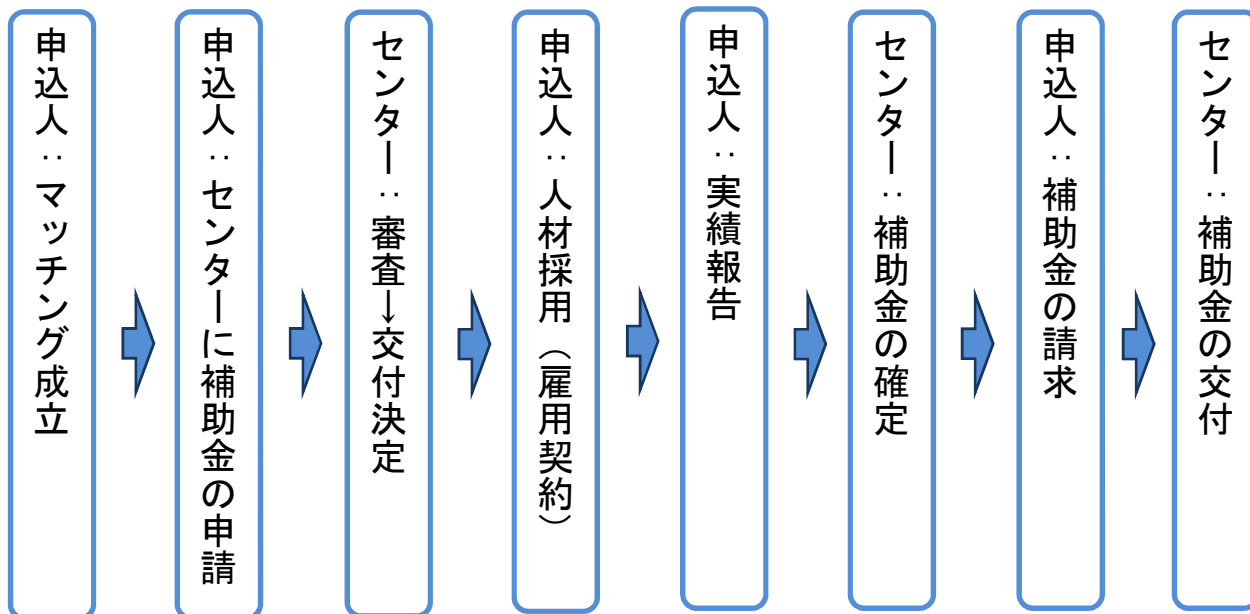 申込人：マッチング成立
申込人：センターに補助金の申請
センター：審査→交付決定
申込人：人材採用（雇用契約）
申込人：実績報告
センター：補助金の確定
申込人：補助金の請求
センター：補助金の交付